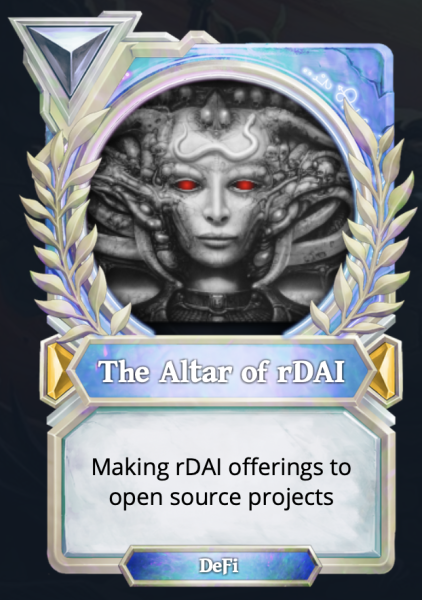 The Altar of rDAI
Making rDAI offerings to
open source projects
DeFi